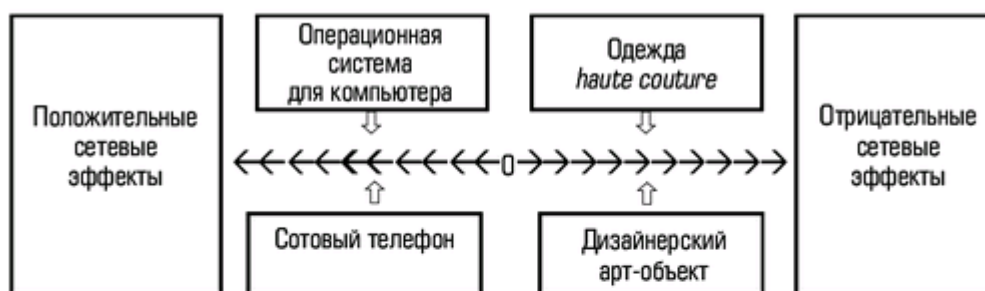 Положительные
сетевые
эффекты
Операционная
система
для компьютера
Одежда
haute couture
Отрицательные
сетевые
эффекты
0
Сотовый телефон
Дизайнерский
арт-объект